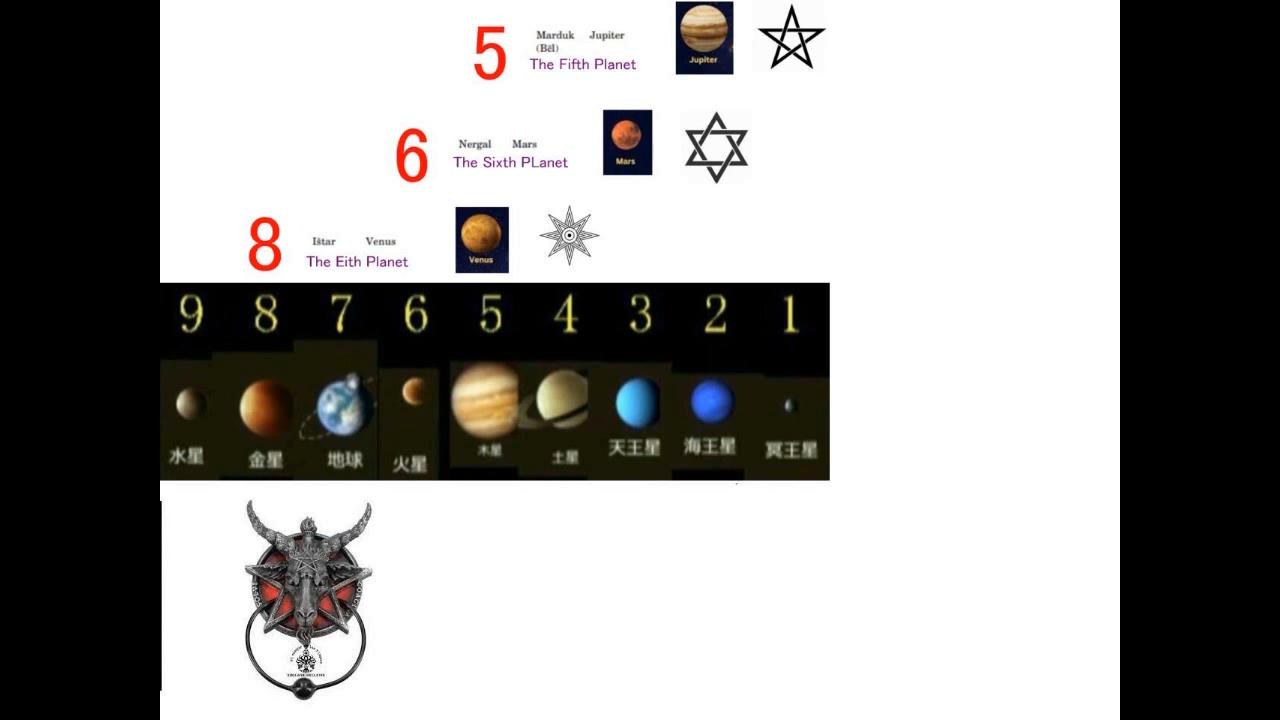 5
Marduk Jupiter
(Bēl)
The Fifth Planet
Jupiter
6
Nergal Mars
The Sixth PLanet
Mars
8
Ištar Venus
The Eith Planet
Venus
9 8 7 6 5 4 3 2 1
水星 金星 地球 火星 木星 土星 天王星 海王星 冥王星